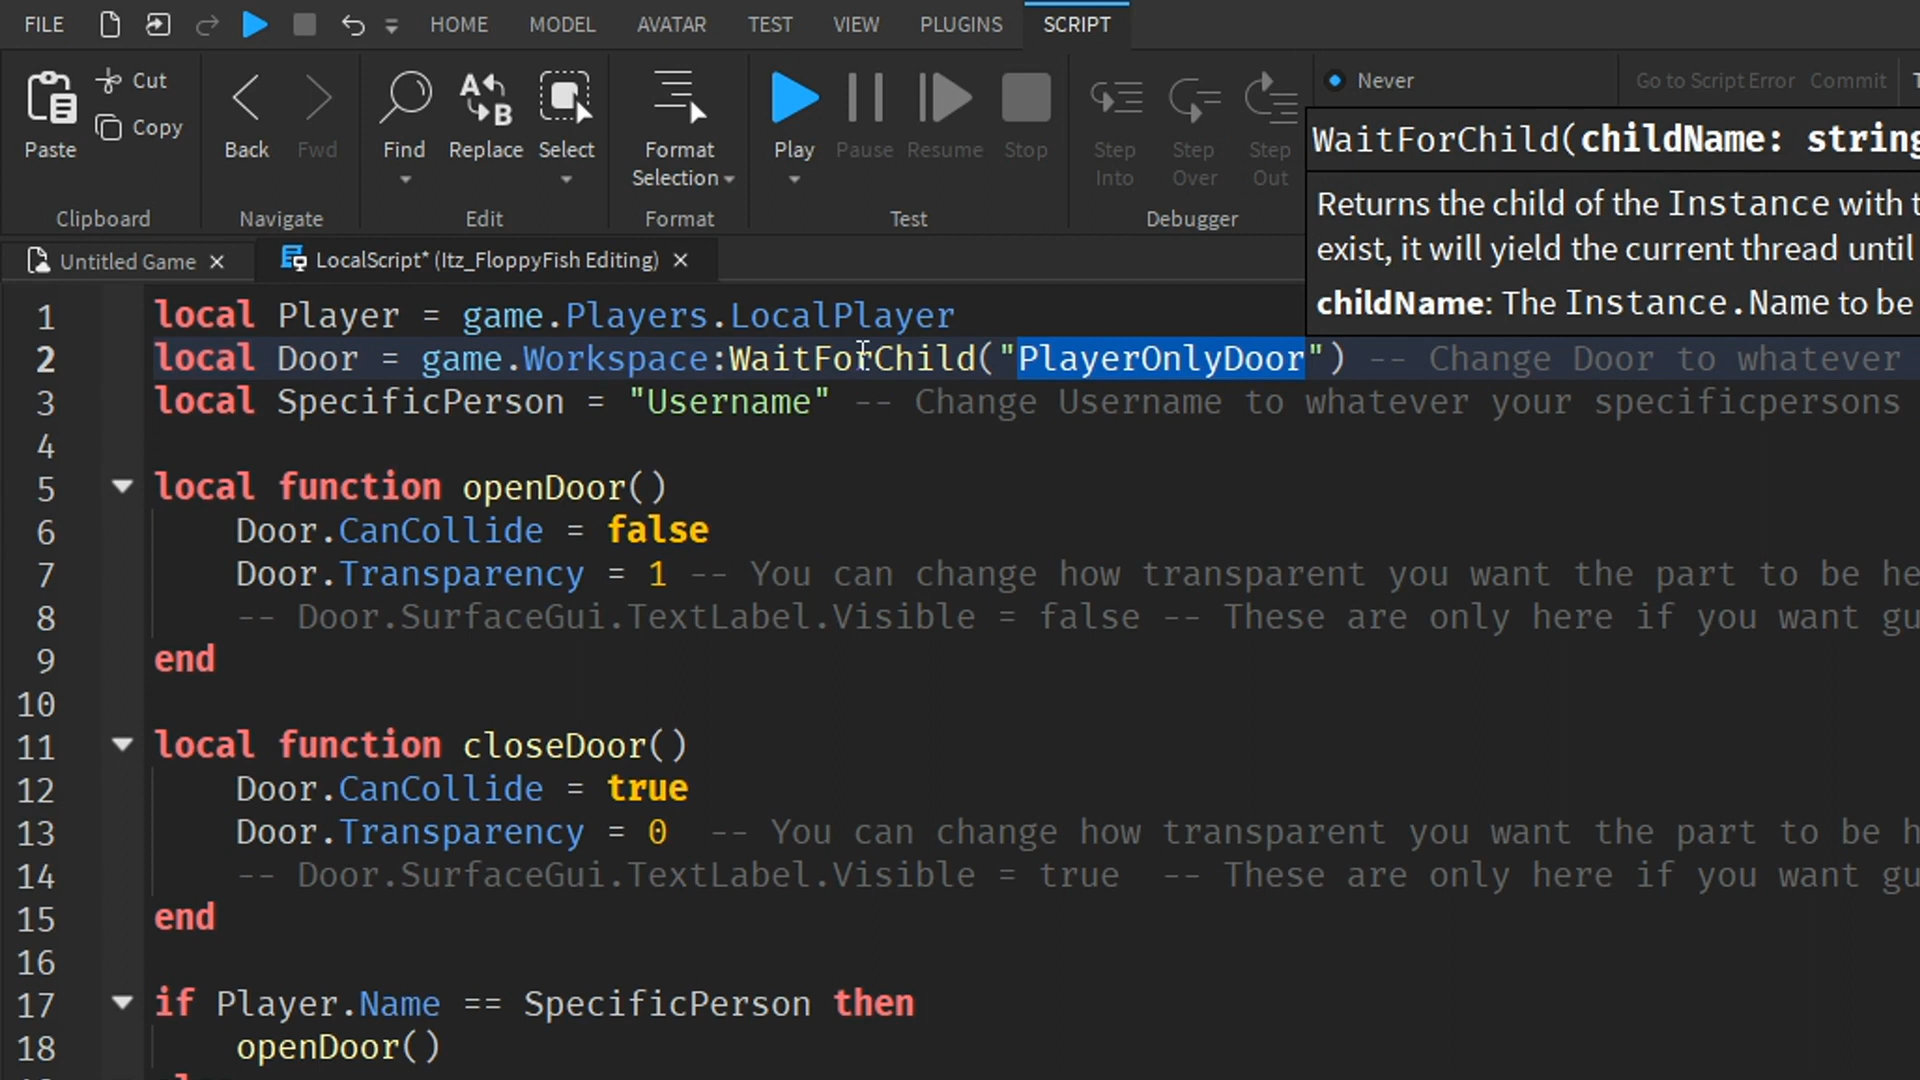 FILE HOME MODEL AVATAR TEST VIEW PLUGINS SCRIPT
Cut
Copy
Paste
Back
Fwd
Find
Replace
Select
Format
Selection
Play
Pause
Resume
Stop
Step
Into
Step
Over
Step
Out
Never
Go to Script Error
Commit
Clipboard
Navigate
Edit
Format
Test
Debugger
WaitForChild(childName: string
Returns the child of the Instance with t
exist, it will yield the current thread until
childName: The Instance.Name to be
Untitled Game
LocalScript* (Itz_FloppyFish Editing)
1 local Player = game.Players.LocalPlayer
2 local Door = game.Workspace:WaitForChild("PlayerOnlyDoor") -- Change Door to whatever
3 local SpecificPerson = "Username" -- Change Username to whatever your specificpersons
4
5 local function openDoor()
6 Door.CanCollide = false
7 Door.Transparency = 1 -- You can change how transparent you want the part to be he
8 -- Door.SurfaceGui.TextLabel.Visible = false -- These are only here if you want gu
9 end
10
11 local function closeDoor()
12 Door.CanCollide = true
13 Door.Transparency = 0 -- You can change how transparent you want the part to be h
14 -- Door.SurfaceGui.TextLabel.Visible = true -- These are only here if you want gu
15 end
16
17 if Player.Name == SpecificPerson then
18 openDoor()